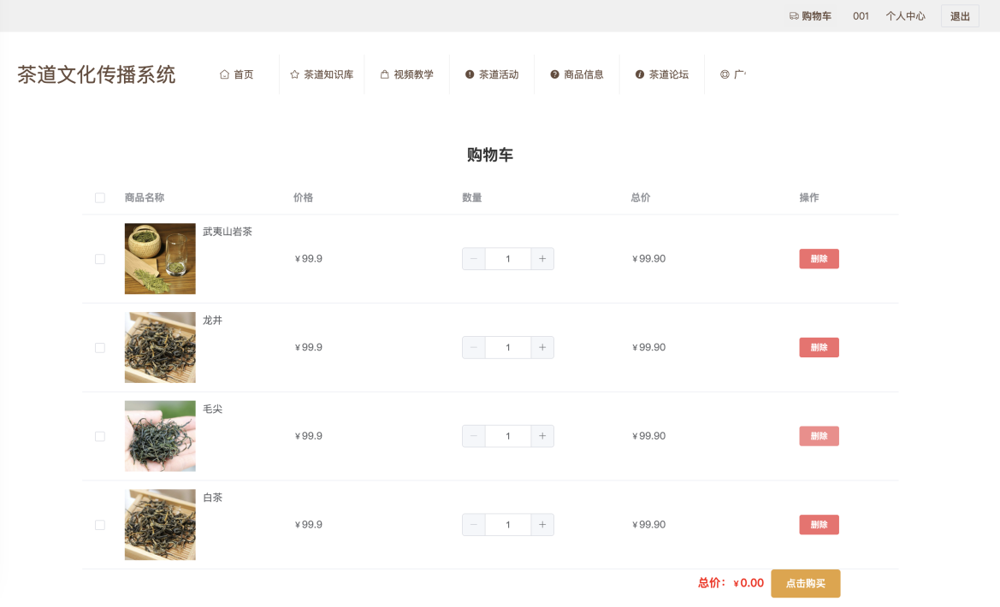 购物车 001 个人中心 退出
茶道文化传播系统 首页 茶道知识库 视频教学 茶道活动 商品信息 茶道论坛 广
购物车
商品名称 价格 数量 总价 操作
武夷山岩茶
¥99.9 1 ¥99.90 删除
龙井
¥99.9 1 ¥99.90 删除
毛尖
¥99.9 1 ¥99.90 删除
白茶
¥99.9 1 ¥99.90 删除
总价: ¥0.00 点击购买